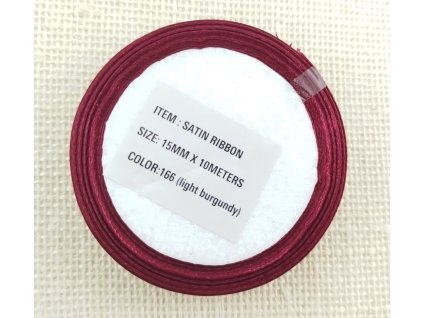 ITEM : SATIN RIBBON
SIZE: 15MM X 10METERS
COLOR:166 (light burgundy)